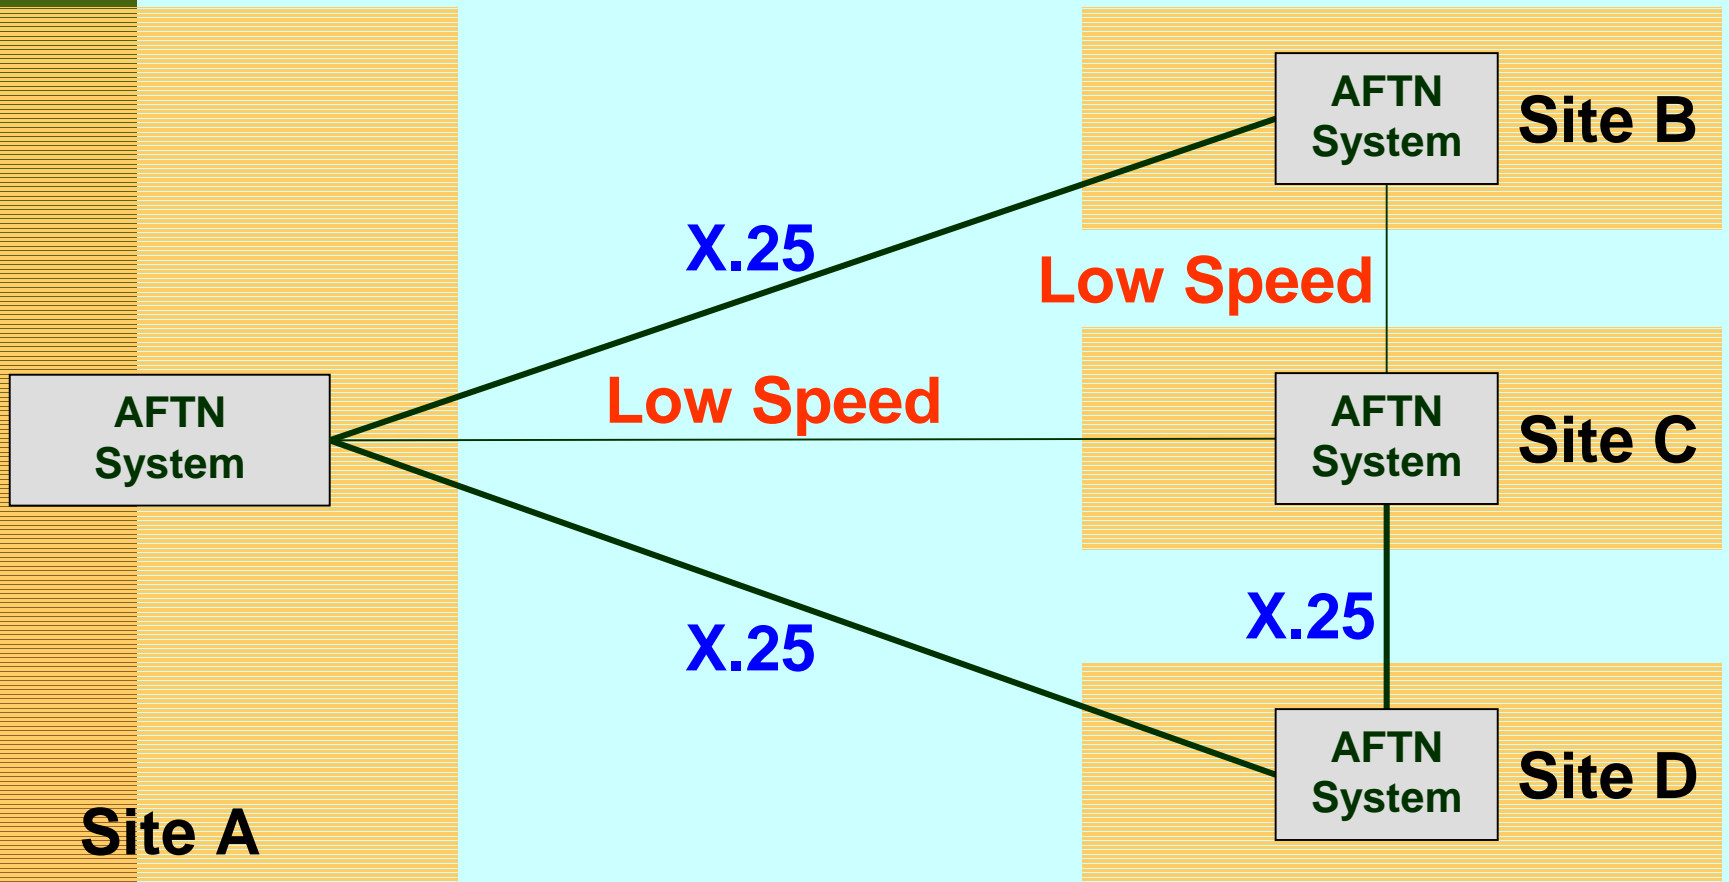 AFTN
System
Site B
X.25
Low Speed
Low Speed
AFTN
System
AFTN
System
Site C
X.25
X.25
AFTN
System
Site D
Site A